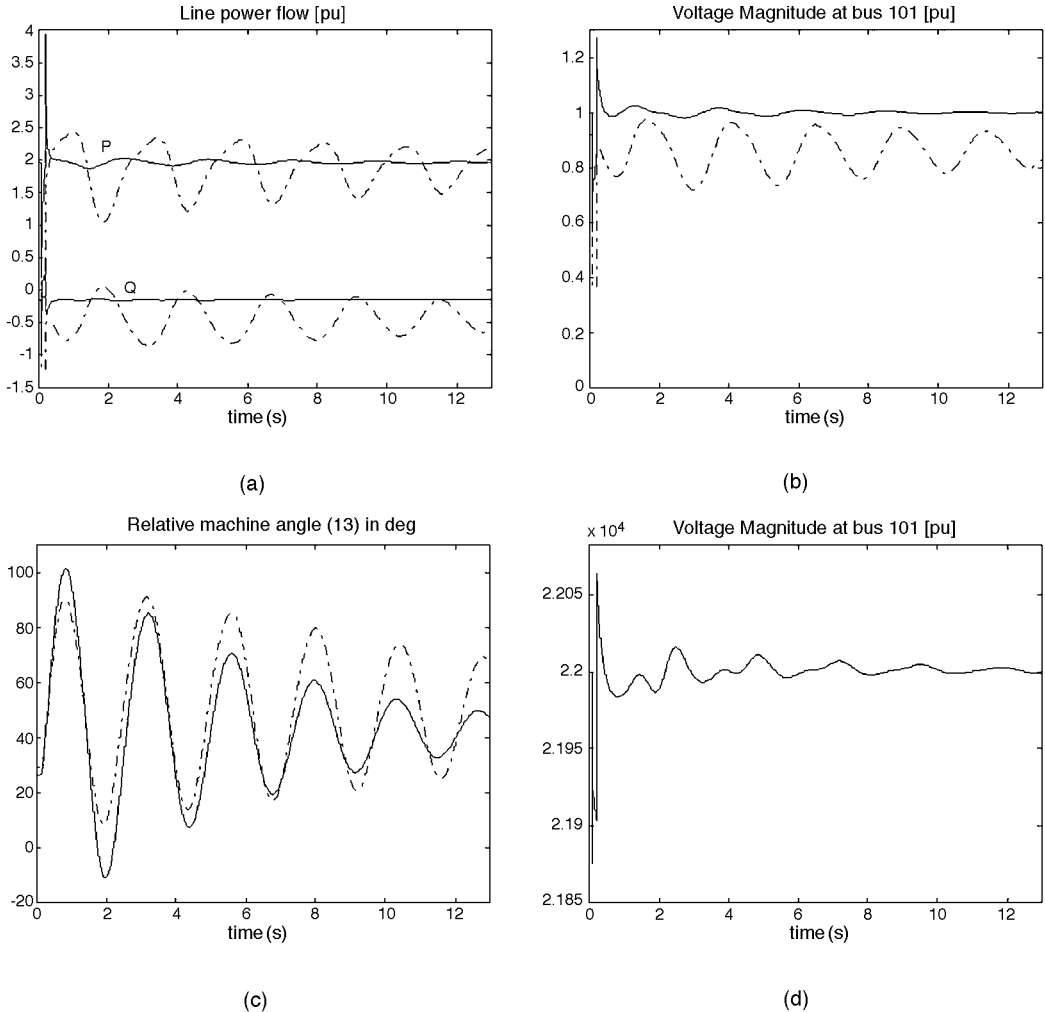 Line power flow [pu]
4
3.5
3
2.5
2
1.5
1
0.5
0
-0.5
-1
-1.5
P
Q
0 2 4 6 8 10 12
time (s)
(a)
Voltage Magnitude at bus 101 [pu]
1.2
1
0.8
0.6
0.4
0.2
0
0 2 4 6 8 10 12
time (s)
(b)
Relative machine angle (13) in deg
100
80
60
40
20
0
-20
0 2 4 6 8 10 12
time (s)
(c)
x 10^4
Voltage Magnitude at bus 101 [pu]
2.205
2.2
2.195
2.19
2.185
0 2 4 6 8 10 12
time (s)
(d)